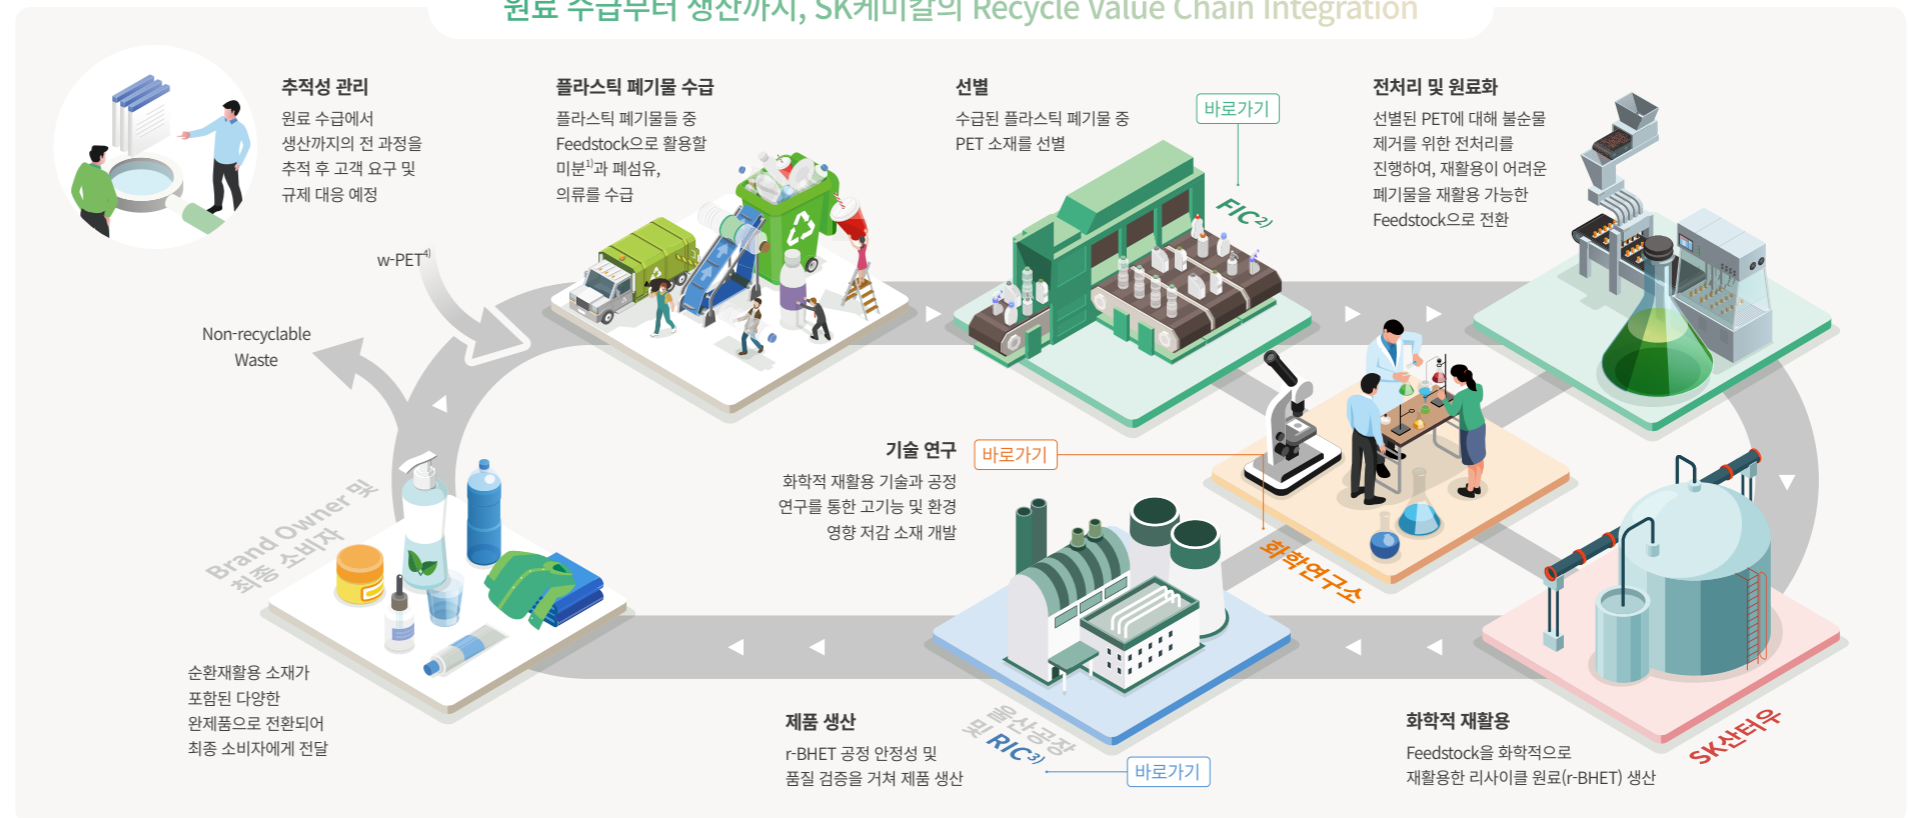 원료 수급부터 생산까지, SK케미칼의 Recycle Value Chain Integration
추적성 관리
원료 수급에서
생산까지의 전 과정을
추적 후 고객 요구 및
규제 대응 예정
플라스틱 폐기물 수급
플라스틱 폐기물들 중
Feedstock으로 활용할
미분1)과 폐섬유,
의류를 수급
선별
수급된 플라스틱 폐기물 중
PET 소재를 선별
바로가기
FIC2)
전처리 및 원료화
선별된 PET에 대해 불순물
제거를 위한 전처리를
진행하여, 재활용이 어려운
폐기물을 재활용 가능한
Feedstock으로 전환
w-PET4)
Non-recyclable
Waste
기술 연구
화학적 재활용 기술과 공정
연구를 통한 고기능 및 환경
영향 저감 소재 개발
바로가기
화학연구소
Brand Owner 및
최종 소비자
순환재활용 소재가
포함된 다양한
완제품으로 전환되어
최종 소비자에게 전달
제품 생산
r-BHET 공정 안정성 및
품질 검증을 거쳐 제품 생산
울산공장
및 RIC3)
바로가기
화학적 재활용
Feedstock을 화학적으로
재활용한 리사이클 원료(r-BHET) 생산
SK산터우